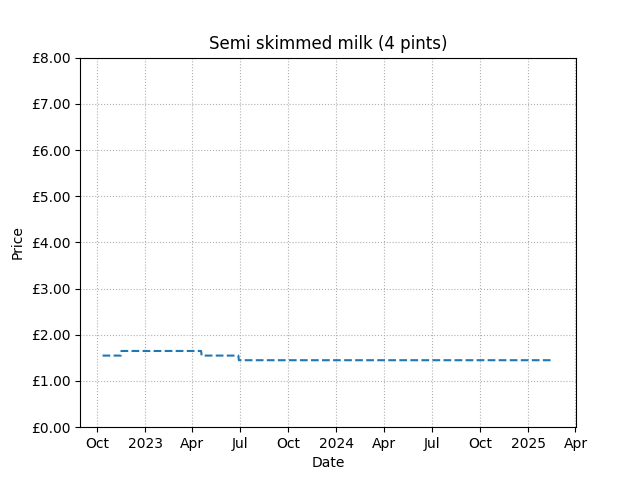 Semi skimmed milk (4 pints)
£8.00
£7.00
£6.00
£5.00
£4.00
£3.00
£2.00
£1.00
£0.00
Price
Oct 2023 Apr Jul Oct 2024 Apr Jul Oct 2025 Apr
Date